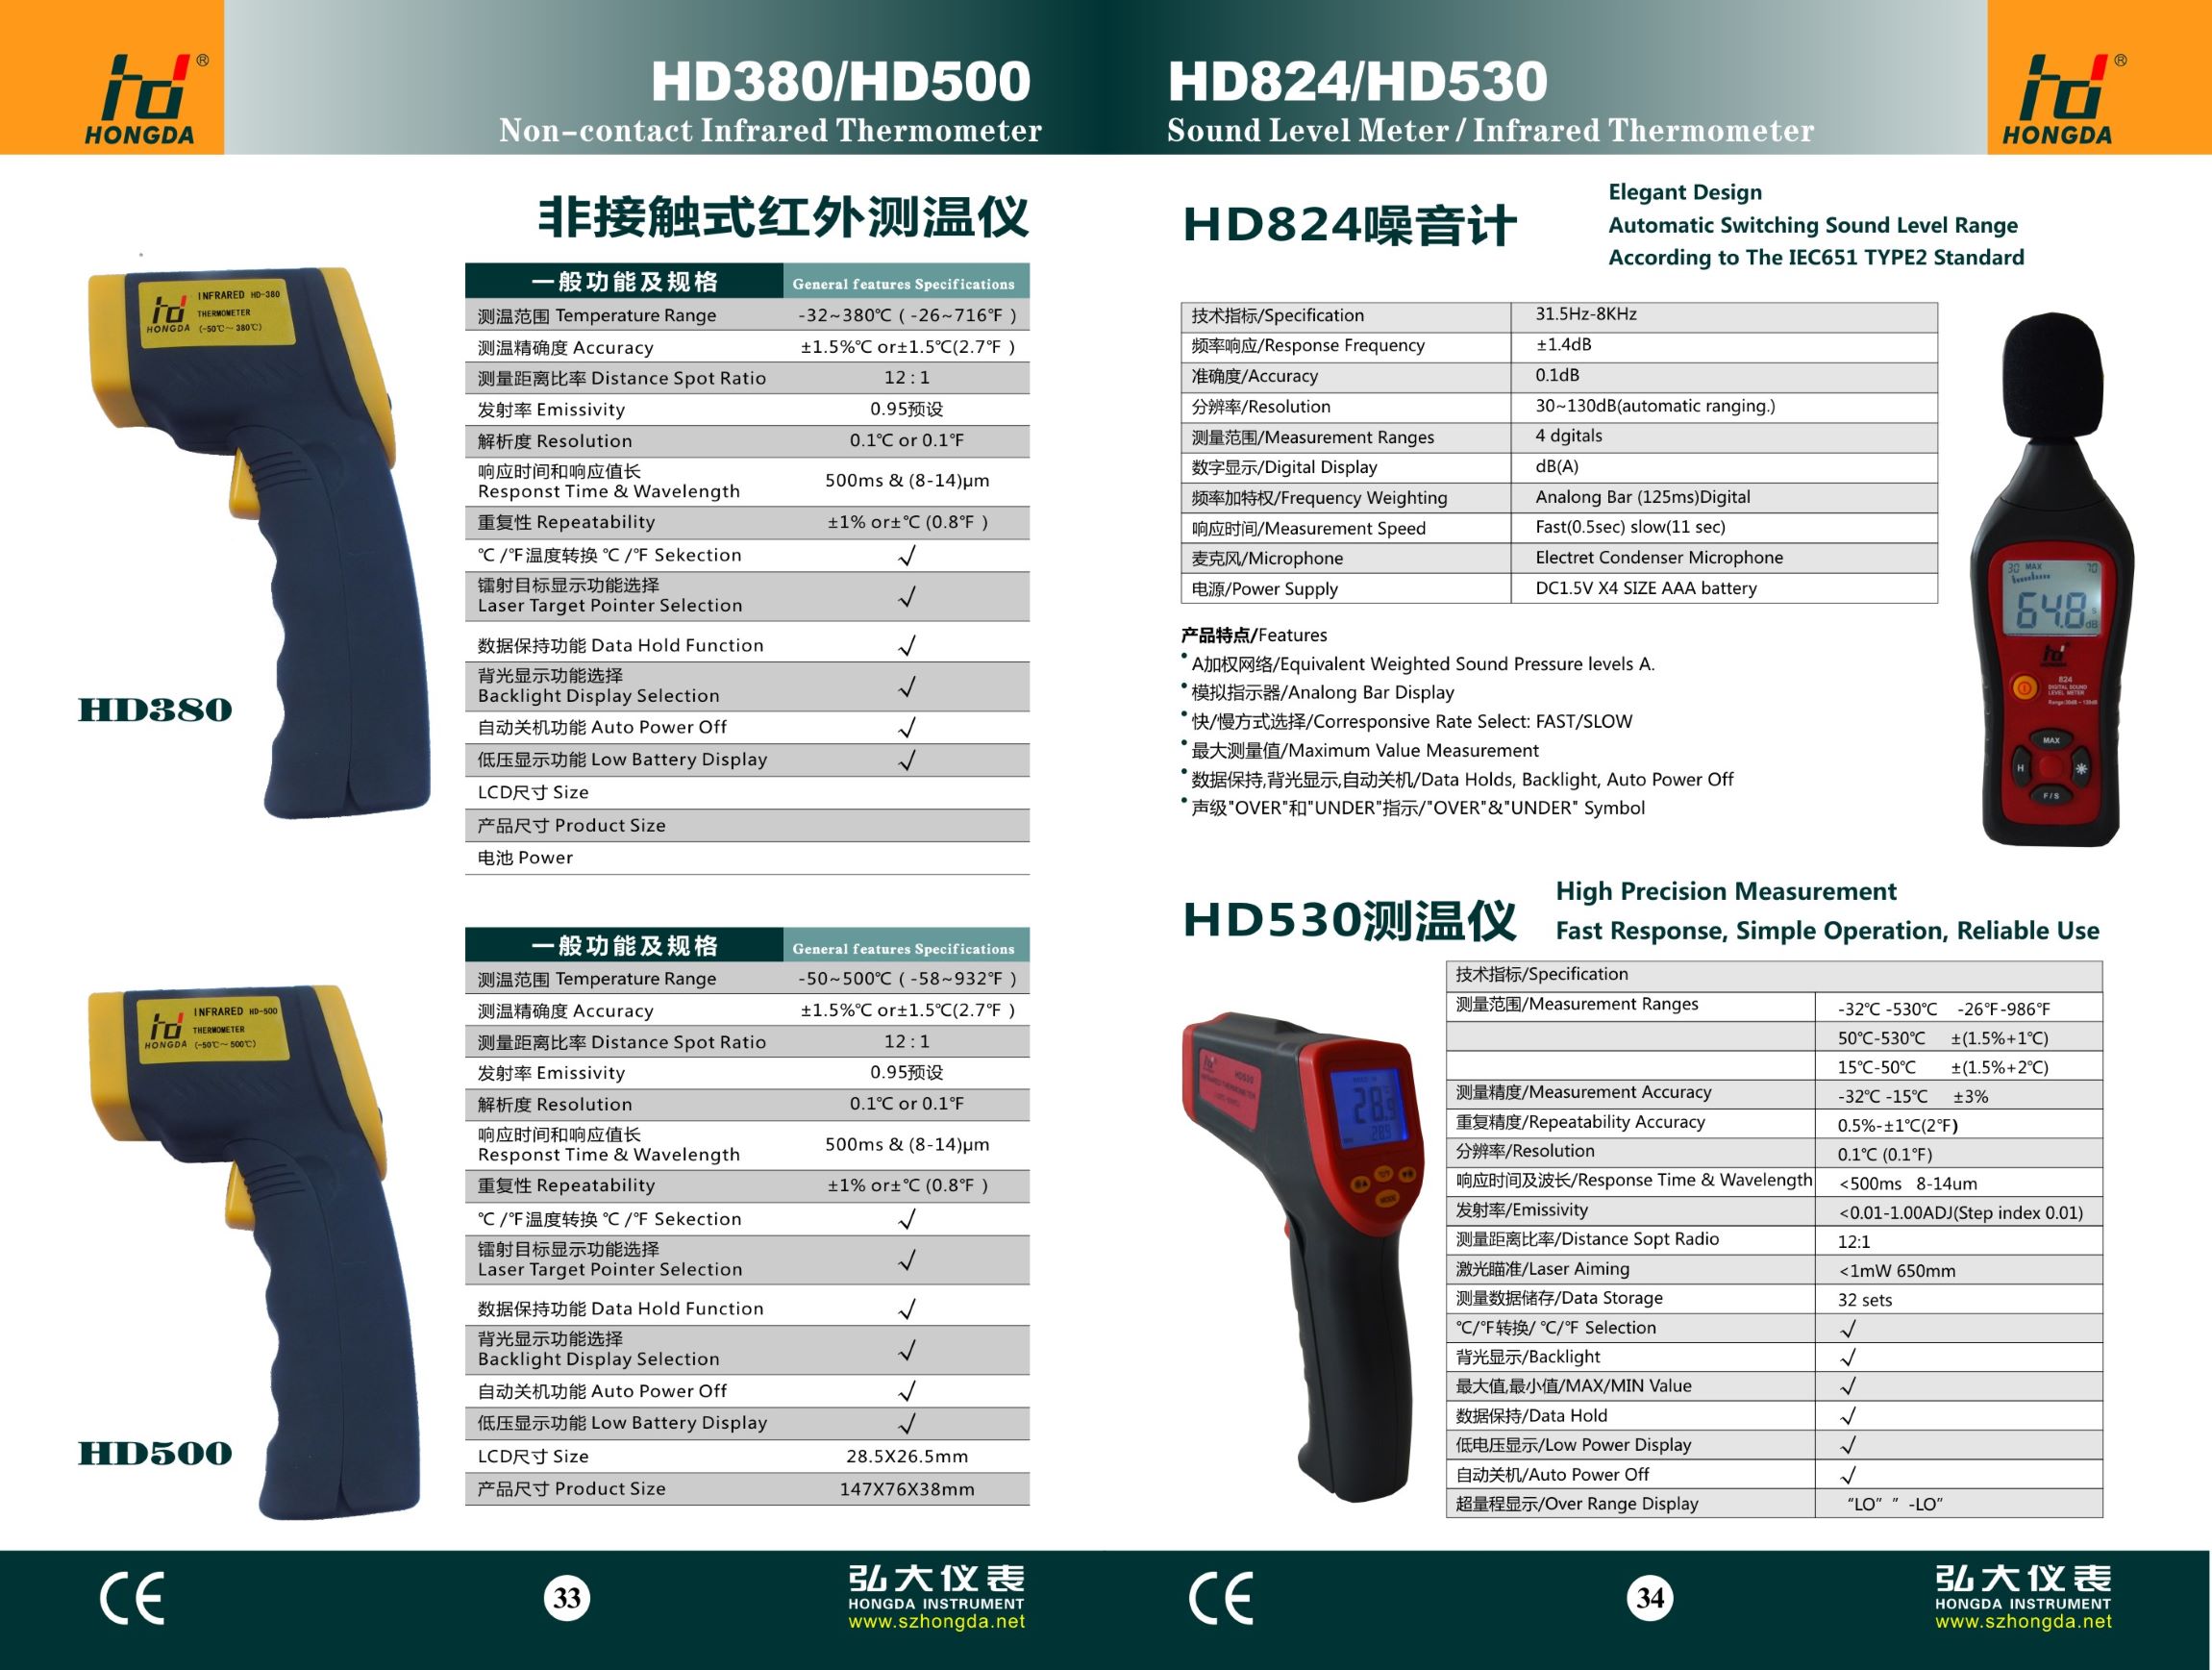 hd®
HONGDA
HD380/HD500
Non-contact Infrared Thermometer
非接触式红外测温仪
INFRARED HD-380
THERMOMETER
hd
HONGDA (-50℃~ 380℃)
HD380
一般功能及规格 General features Specifications
测温范围 Temperature Range -32~380℃ ( -26~716℉ )
测温精确度 Accuracy ±1.5%℃ or±1.5℃(2.7℉ )
测量距离比率 Distance Spot Ratio 12 : 1
发射率 Emissivity 0.95预设
解析度 Resolution 0.1℃ or 0.1℉
响应时间和响应值长
Responst Time & Wavelength 500ms & (8-14)μm
重复性 Repeatability ±1% or±℃ (0.8℉ )
℃ /℉温度转换 ℃ /℉ Sekection √
镭射目标显示功能选择
Laser Target Pointer Selection √
数据保持功能 Data Hold Function √
背光显示功能选择
Backlight Display Selection √
自动关机功能 Auto Power Off √
低压显示功能 Low Battery Display √
LCD尺寸 Size
产品尺寸 Product Size
电池 Power
INFRARED HD-500
THERMOMETER
hd
HONGDA (-50℃~ 500℃)
HD500
一般功能及规格 General features Specifications
测温范围 Temperature Range -50~500℃ ( -58~932℉ )
测温精确度 Accuracy ±1.5%℃ or±1.5℃(2.7℉ )
测量距离比率 Distance Spot Ratio 12 : 1
发射率 Emissivity 0.95预设
解析度 Resolution 0.1℃ or 0.1℉
响应时间和响应值长
Responst Time & Wavelength 500ms & (8-14)μm
重复性 Repeatability ±1% or±℃ (0.8℉ )
℃ /℉温度转换 ℃ /℉ Sekection √
镭射目标显示功能选择
Laser Target Pointer Selection √
数据保持功能 Data Hold Function √
背光显示功能选择
Backlight Display Selection √
自动关机功能 Auto Power Off √
低压显示功能 Low Battery Display √
LCD尺寸 Size 28.5X26.5mm
产品尺寸 Product Size 147X76X38mm
CE
33
弘大仪表
HONGDA INSTRUMENT
www.szhongda.net
HD824/HD530
Sound Level Meter / Infrared Thermometer
hd®
HONGDA
HD824噪音计
Elegant Design
Automatic Switching Sound Level Range
According to The IEC651 TYPE2 Standard
技术指标/Specification 31.5Hz-8KHz
频率响应/Response Frequency ±1.4dB
准确度/Accuracy 0.1dB
分辨率/Resolution 30~130dB(automatic ranging.)
测量范围/Measurement Ranges 4 dgitals
数字显示/Digital Display dB(A)
频率加特权/Frequency Weighting Analong Bar (125ms)Digital
响应时间/Measurement Speed Fast(0.5sec) slow(11 sec)
麦克风/Microphone Electret Condenser Microphone
电源/Power Supply DC1.5V X4 SIZE AAA battery
产品特点/Features
• A加权网络/Equivalent Weighted Sound Pressure levels A.
• 模拟指示器/Analong Bar Display
• 快/慢方式选择/Corresponsive Rate Select: FAST/SLOW
• 最大测量值/Maximum Value Measurement
• 数据保持,背光显示,自动关机/Data Holds, Backlight, Auto Power Off
• 声级"OVER"和"UNDER"指示/"OVER"&"UNDER" Symbol
30 MAX 70
64.8 dB
hd
HONGDA
824
DIGITAL SOUND
LEVEL METER
MAX
H
F/S
HD530测温仪
High Precision Measurement
Fast Response, Simple Operation, Reliable Use
28.9
MODE
技术指标/Specification
测量范围/Measurement Ranges -32℃ -530℃ -26℉-986℉
50℃-530℃ ±(1.5%+1℃)
15℃-50℃ ±(1.5%+2℃)
测量精度/Measurement Accuracy -32℃ -15℃ ±3%
重复精度/Repeatability Accuracy 0.5%-±1℃(2℉)
分辨率/Resolution 0.1℃ (0.1℉)
响应时间及波长/Response Time & Wavelength <500ms 8-14um
发射率/Emissivity <0.01-1.00ADJ(Step index 0.01)
测量距离比率/Distance Sopt Radio 12:1
激光瞄准/Laser Aiming <1mW 650mm
测量数据储存/Data Storage 32 sets
℃/℉转换/ ℃/℉ Selection √
背光显示/Backlight √
最大值,最小值/MAX/MIN Value √
数据保持/Data Hold √
低电压显示/Low Power Display √
自动关机/Auto Power Off √
超量程显示/Over Range Display “LO” ” -LO”
CE
34
弘大仪表
HONGDA INSTRUMENT
www.szhongda.net